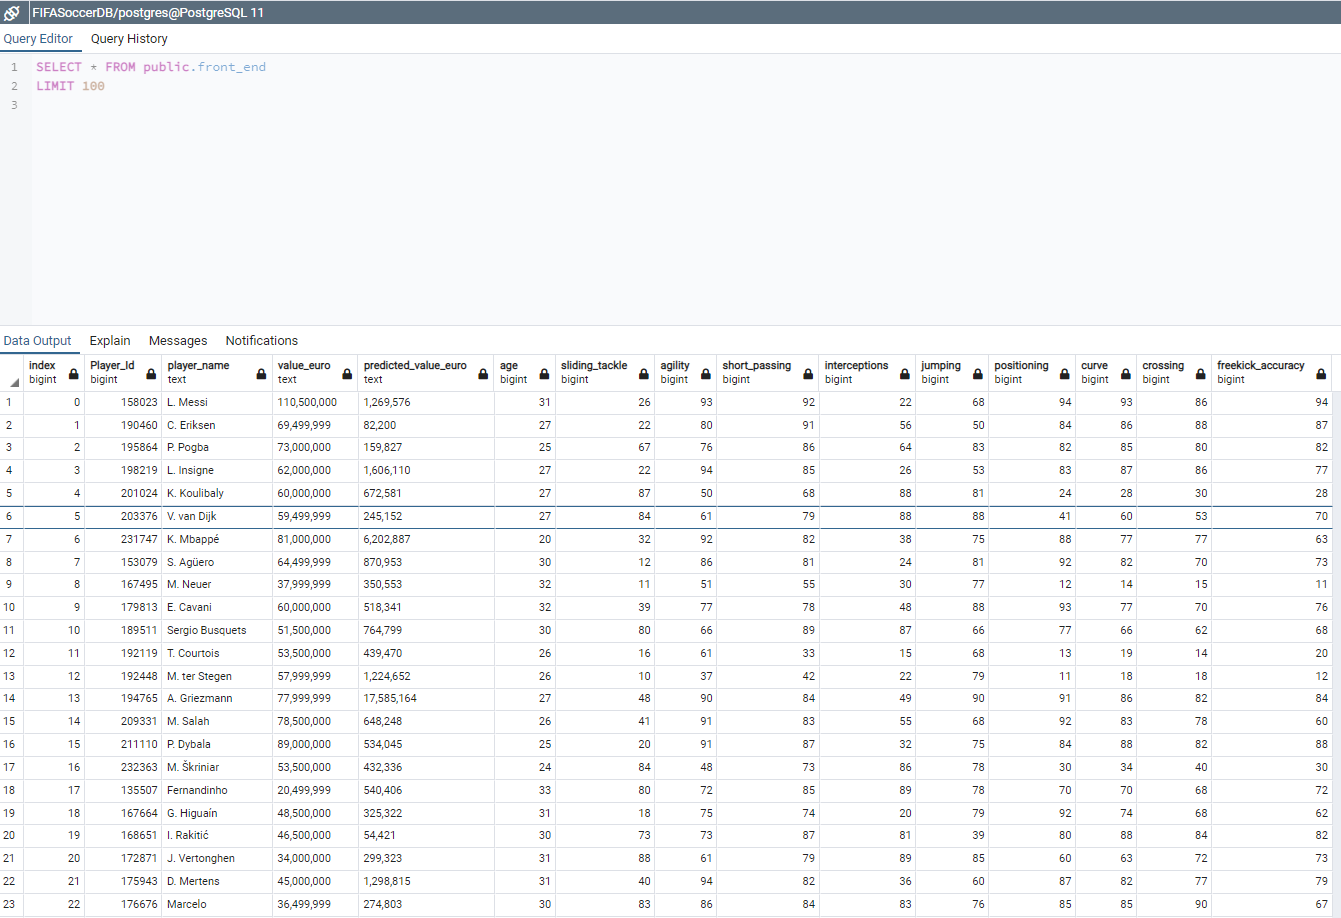 FIFASoccerDB/postgres@PostgreSQL 11
Query Editor Query History
1 SELECT * FROM public.front_end
2 LIMIT 100
3
Data Output Explain Messages Notifications
index Player_Id player_name value_euro predicted_value_euro age sliding_tackle agility short_passing interceptions jumping positioning curve crossing freekick_accuracy
bigint bigint text text text bigint bigint bigint bigint bigint bigint bigint bigint bigint bigint
1 0 158023 L. Messi 110,500,000 1,269,576 31 26 93 92 22 68 94 93 86 94
2 1 190460 C. Eriksen 69,499,999 82,200 27 22 80 91 56 50 84 86 88 87
3 2 195864 P. Pogba 73,000,000 159,827 25 67 76 86 64 83 82 85 80 82
4 3 198219 L. Insigne 62,000,000 1,606,110 27 22 94 85 26 53 83 87 86 77
5 4 201024 K. Koulibaly 60,000,000 672,581 27 87 50 68 88 81 24 28 30 28
6 5 203376 V. van Dijk 59,499,999 245,152 27 84 61 79 88 88 41 60 53 70
7 6 231747 K. Mbappé 81,000,000 6,202,887 20 32 92 82 38 75 88 77 77 63
8 7 153079 S. Agüero 64,499,999 870,953 30 12 86 81 24 81 92 82 70 73
9 8 167495 M. Neuer 37,999,999 350,553 32 11 51 55 30 77 12 14 15 11
10 9 179813 E. Cavani 60,000,000 518,341 32 39 77 78 48 88 93 77 70 76
11 10 189511 Sergio Busquets 51,500,000 764,799 30 80 66 89 87 66 77 66 62 68
12 11 192119 T. Courtois 53,500,000 439,470 26 16 61 33 15 68 13 19 14 20
13 12 192448 M. ter Stegen 57,999,999 1,224,652 26 10 37 42 22 79 11 18 18 12
14 13 194765 A. Griezmann 77,999,999 17,585,164 27 48 90 84 49 90 91 86 82 84
15 14 209331 M. Salah 78,500,000 648,248 26 41 91 83 55 68 92 83 78 60
16 15 211110 P. Dybala 89,000,000 534,045 25 20 91 87 32 75 84 88 82 88
17 16 232363 M. Škriniar 53,500,000 432,336 24 84 48 73 86 78 30 34 40 30
18 17 135507 Fernandinho 20,499,999 540,406 33 80 72 85 89 78 70 70 68 72
19 18 167664 G. Higuaín 48,500,000 325,322 31 18 75 74 20 79 92 74 68 62
20 19 168651 I. Rakitić 46,500,000 54,421 30 73 73 87 81 39 80 88 84 82
21 20 172871 J. Vertonghen 34,000,000 299,323 31 88 61 79 89 85 60 63 72 73
22 21 175943 D. Mertens 45,000,000 1,298,815 31 40 94 82 36 60 87 82 77 79
23 22 176676 Marcelo 36,499,999 274,803 30 83 86 84 83 76 85 85 90 67